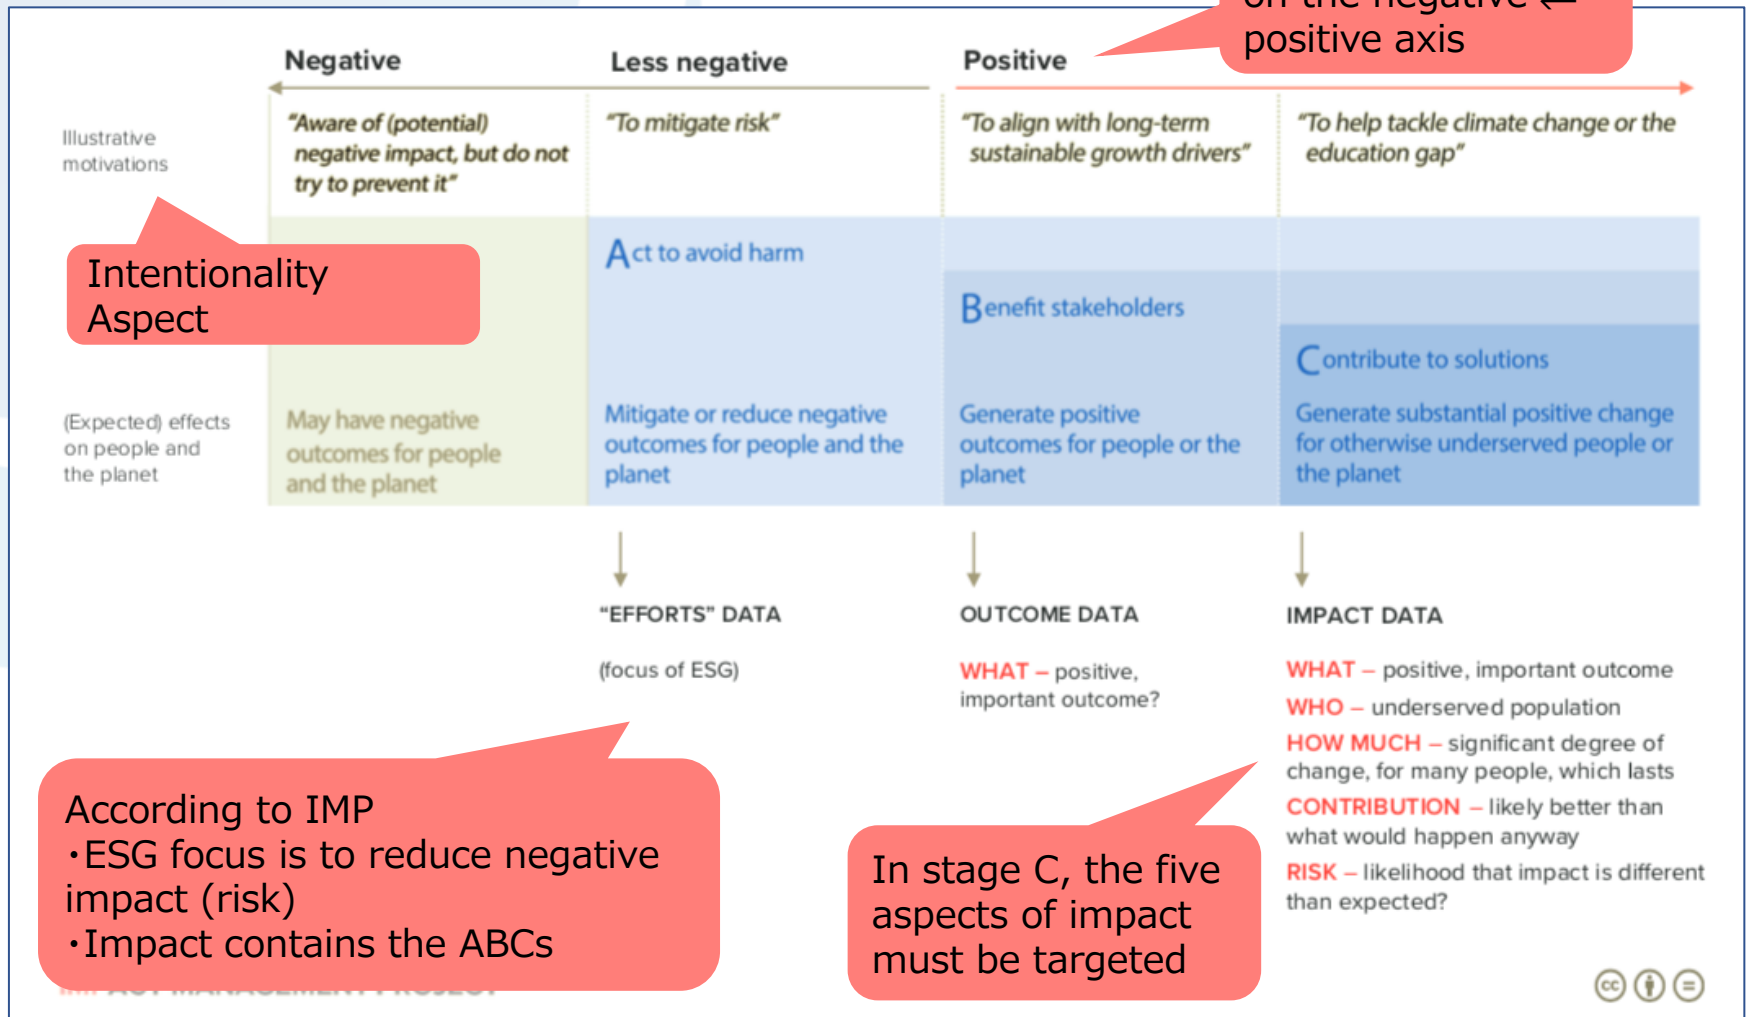 on the negative ⇄
positive axis
Negative
Less negative
Positive
Illustrative
motivations
"Aware of (potential)
negative impact, but do not
try to prevent it"
"To mitigate risk"
"To align with long-term
sustainable growth drivers"
"To help tackle climate change or the
education gap"
Intentionality
Aspect
Act to avoid harm
Benefit stakeholders
Contribute to solutions
(Expected) effects
on people and
the planet
May have negative
outcomes for people
and the planet
Mitigate or reduce negative
outcomes for people and the
planet
Generate positive
outcomes for people or the
planet
Generate substantial positive change
for otherwise underserved people or
the planet
"EFFORTS" DATA
(focus of ESG)
OUTCOME DATA
WHAT – positive,
important outcome?
IMPACT DATA
WHAT – positive, important outcome
WHO – underserved population
HOW MUCH – significant degree of
change, for many people, which lasts
CONTRIBUTION – likely better than
what would happen anyway
RISK – likelihood that impact is different
than expected?
According to IMP
・ESG focus is to reduce negative
impact (risk)
・Impact contains the ABCs
In stage C, the five
aspects of impact
must be targeted
cc